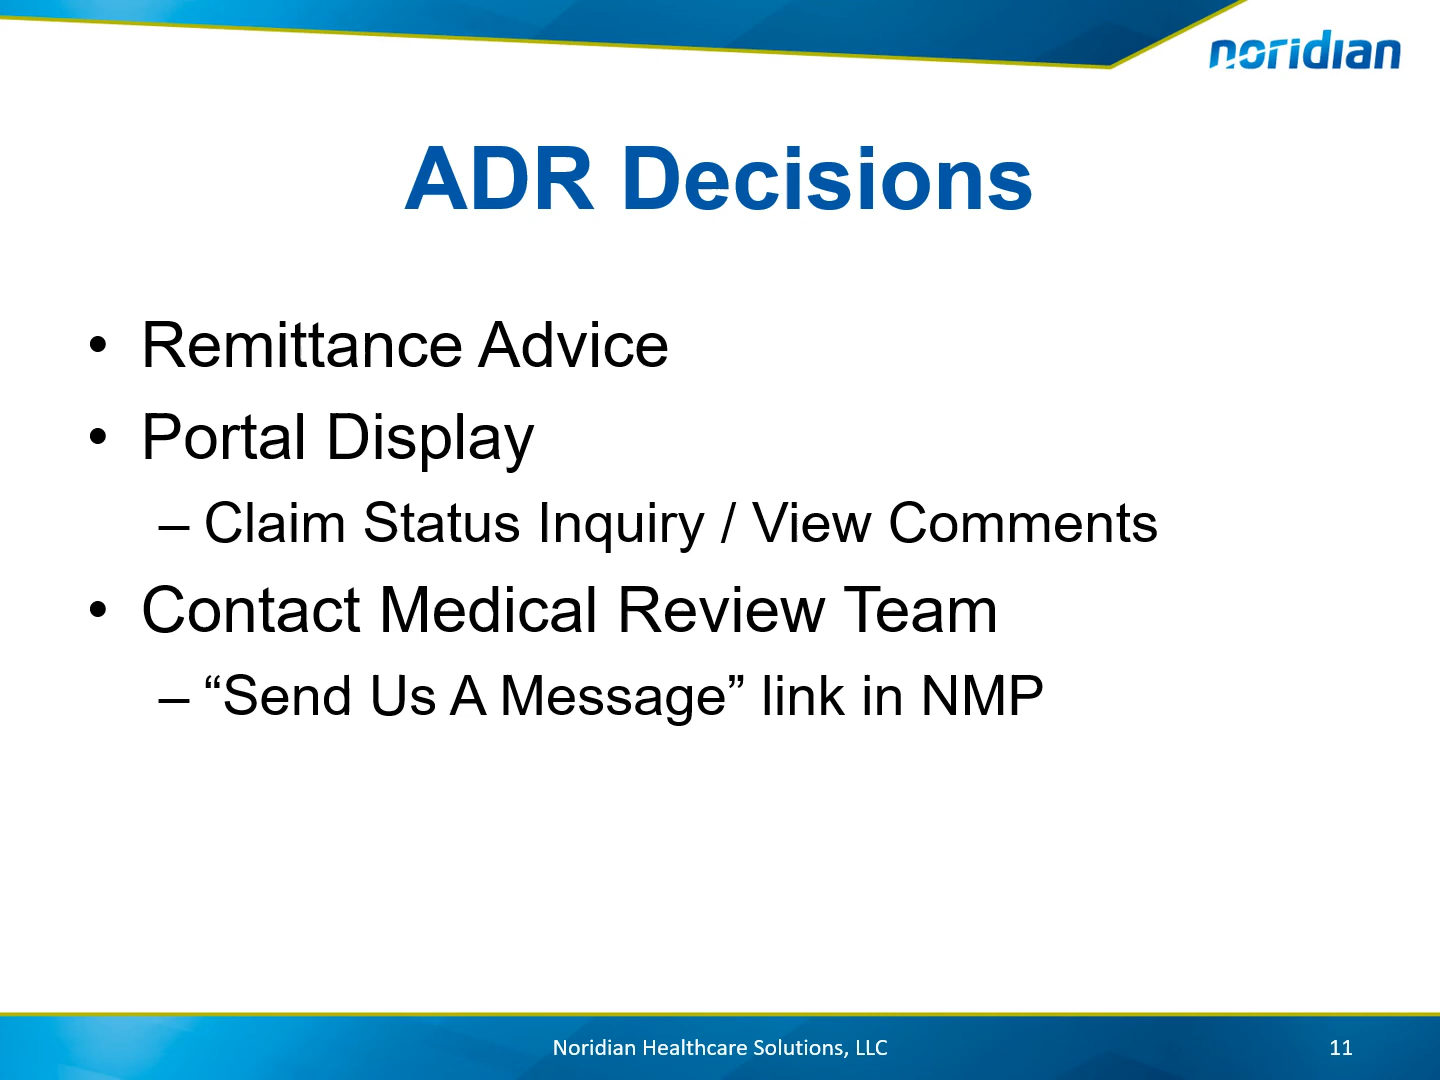 noridian
ADR Decisions
• Remittance Advice
• Portal Display
– Claim Status Inquiry / View Comments
• Contact Medical Review Team
– “Send Us A Message” link in NMP
Noridian Healthcare Solutions, LLC
11